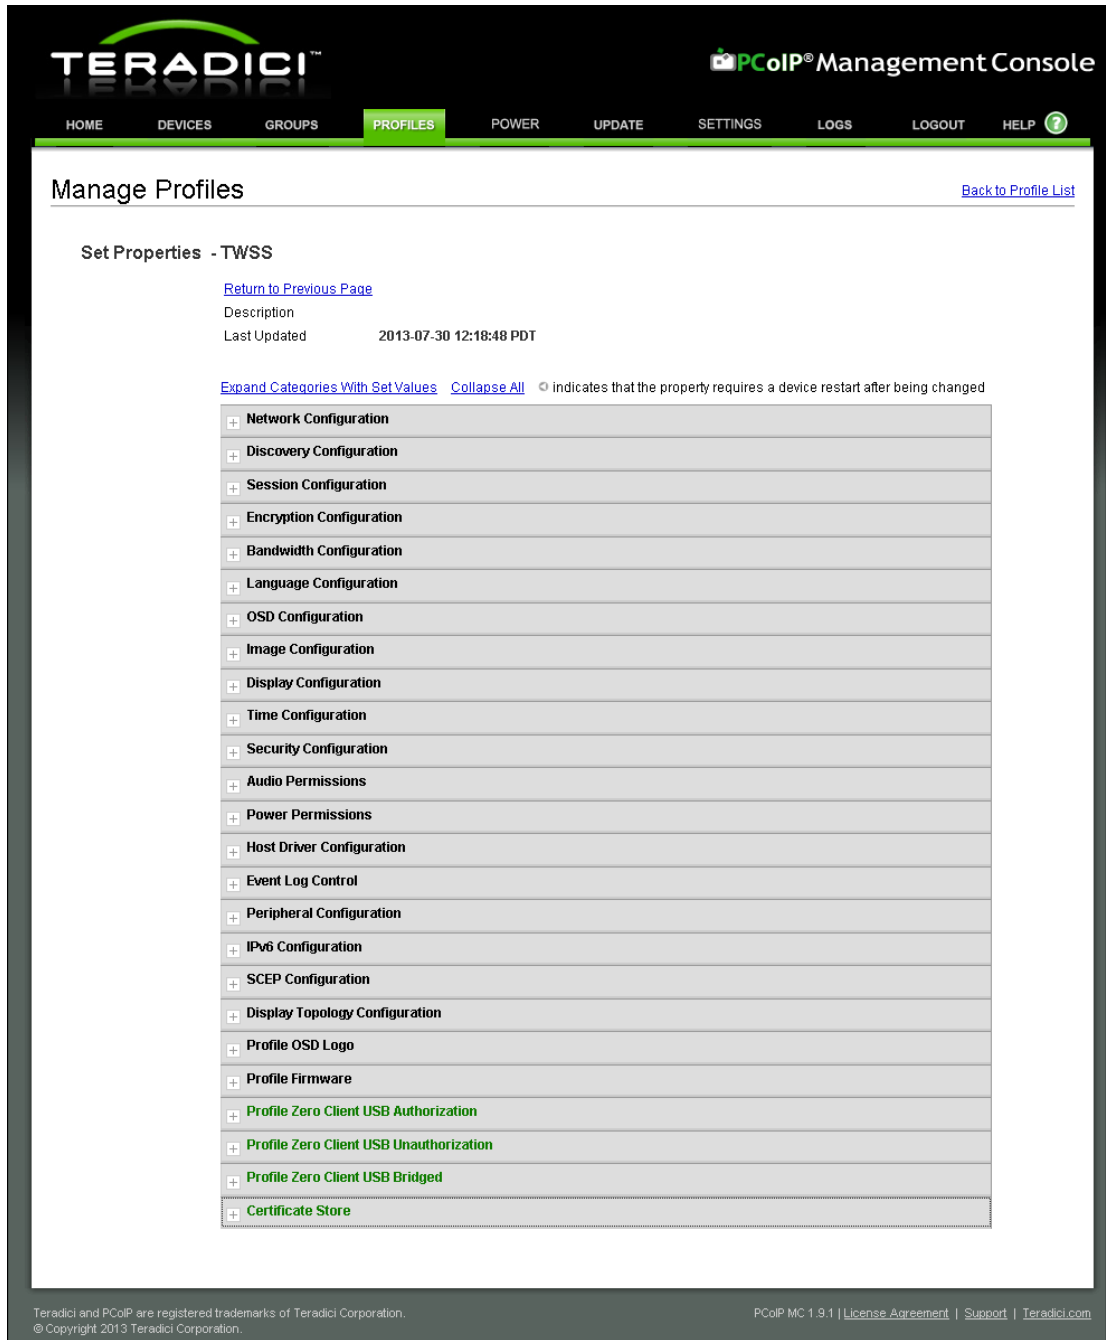 TERADICI™
PCoIP® Management Console
HOME DEVICES GROUPS PROFILES POWER UPDATE SETTINGS LOGS LOGOUT HELP ?
Manage Profiles
Back to Profile List
Set Properties - TWSS
Return to Previous Page
Description
Last Updated 2013-07-30 12:18:48 PDT
Expand Categories With Set Values Collapse All indicates that the property requires a device restart after being changed
Network Configuration
Discovery Configuration
Session Configuration
Encryption Configuration
Bandwidth Configuration
Language Configuration
OSD Configuration
Image Configuration
Display Configuration
Time Configuration
Security Configuration
Audio Permissions
Power Permissions
Host Driver Configuration
Event Log Control
Peripheral Configuration
IPv6 Configuration
SCEP Configuration
Display Topology Configuration
Profile OSD Logo
Profile Firmware
Profile Zero Client USB Authorization
Profile Zero Client USB Unauthorization
Profile Zero Client USB Bridged
Certificate Store
Teradici and PCoIP are registered trademarks of Teradici Corporation.
© Copyright 2013 Teradici Corporation.
PCoIP MC 1.9.1 | License Agreement | Support | Teradici.com